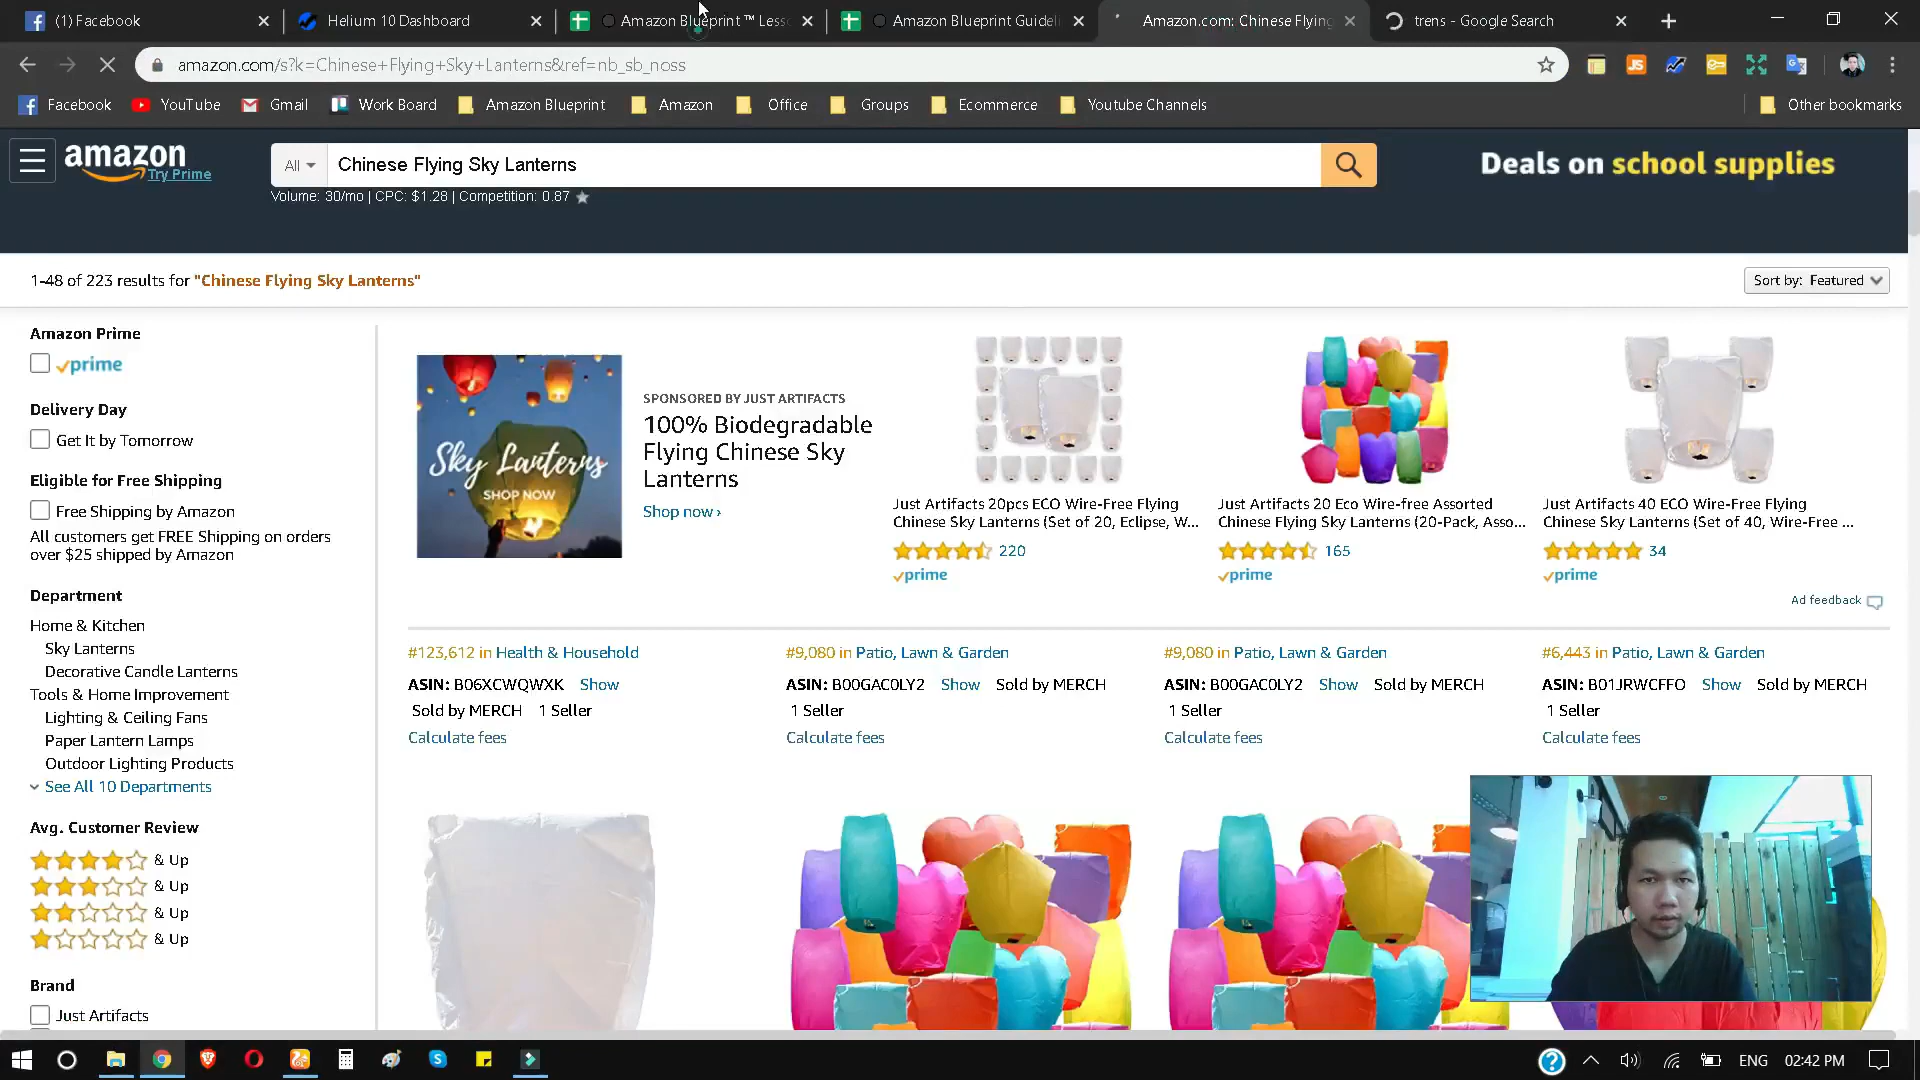 (1) Facebook
Helium 10 Dashboard
Amazon Blueprint ™ Less
Amazon Blueprint Guideli
Amazon.com: Chinese Flying
trens - Google Search
amazon.com/s?k=Chinese+Flying+Sky+Lanterns&ref=nb_sb_noss
Facebook
YouTube
Gmail
Work Board
Amazon Blueprint
Amazon
Office
Groups
Ecommerce
Youtube Channels
Other bookmarks
amazon
Try Prime
All
Chinese Flying Sky Lanterns
Deals on school supplies
Volume: 30/mo | CPC: $1.28 | Competition: 0.87
1-48 of 223 results for "Chinese Flying Sky Lanterns"
Sort by: Featured
Amazon Prime
prime
Delivery Day
Get It by Tomorrow
Eligible for Free Shipping
Free Shipping by Amazon
All customers get FREE Shipping on orders
over $25 shipped by Amazon
Department
Home & Kitchen
Sky Lanterns
Decorative Candle Lanterns
Tools & Home Improvement
Lighting & Ceiling Fans
Paper Lantern Lamps
Outdoor Lighting Products
See All 10 Departments
Avg. Customer Review
& Up
& Up
& Up
& Up
Brand
Just Artifacts
Sky Lanterns
SHOP NOW
SPONSORED BY JUST ARTIFACTS
100% Biodegradable
Flying Chinese Sky
Lanterns
Shop now ›
Just Artifacts 20pcs ECO Wire-Free Flying
Chinese Sky Lanterns (Set of 20, Eclipse, W...
220
prime
Just Artifacts 20 Eco Wire-free Assorted
Chinese Flying Sky Lanterns (20-Pack, Asso...
165
prime
Just Artifacts 40 ECO Wire-Free Flying
Chinese Sky Lanterns (Set of 40, Wire-Free ...
34
prime
Ad feedback
#123,612 in Health & Household
ASIN: B06XCWQWXK Show
Sold by MERCH 1 Seller
Calculate fees
#9,080 in Patio, Lawn & Garden
ASIN: B00GAC0LY2 Show Sold by MERCH
1 Seller
Calculate fees
#9,080 in Patio, Lawn & Garden
ASIN: B00GAC0LY2 Show Sold by MERCH
1 Seller
Calculate fees
#6,443 in Patio, Lawn & Garden
ASIN: B01JRWCFFO Show Sold by MERCH
1 Seller
Calculate fees
ENG
02:42 PM